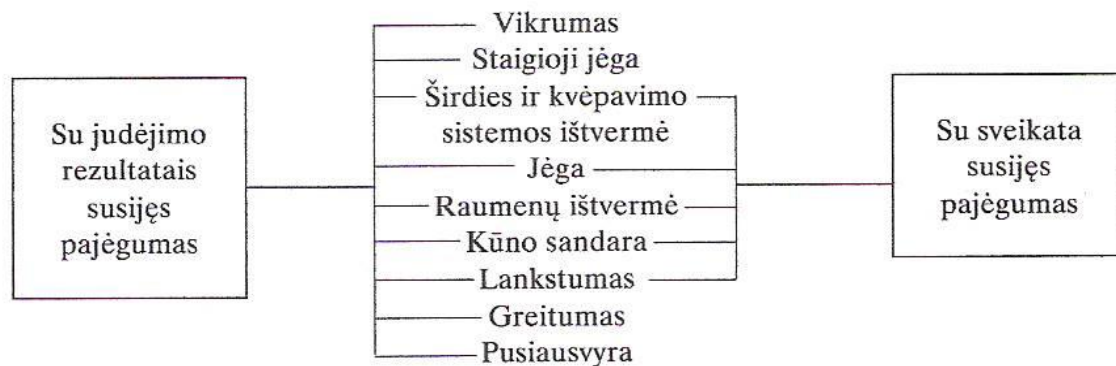 Su judėjimo
rezultatais
susijęs
pajėgumas
Vikrumas
Staigioji jėga
Širdies ir kvėpavimo
sistemos ištvermė
Jėga
Raumenų ištvermė
Kūno sandara
Lankstumas
Greitumas
Pusiausvyra
Su sveikata
susijęs
pajėgumas